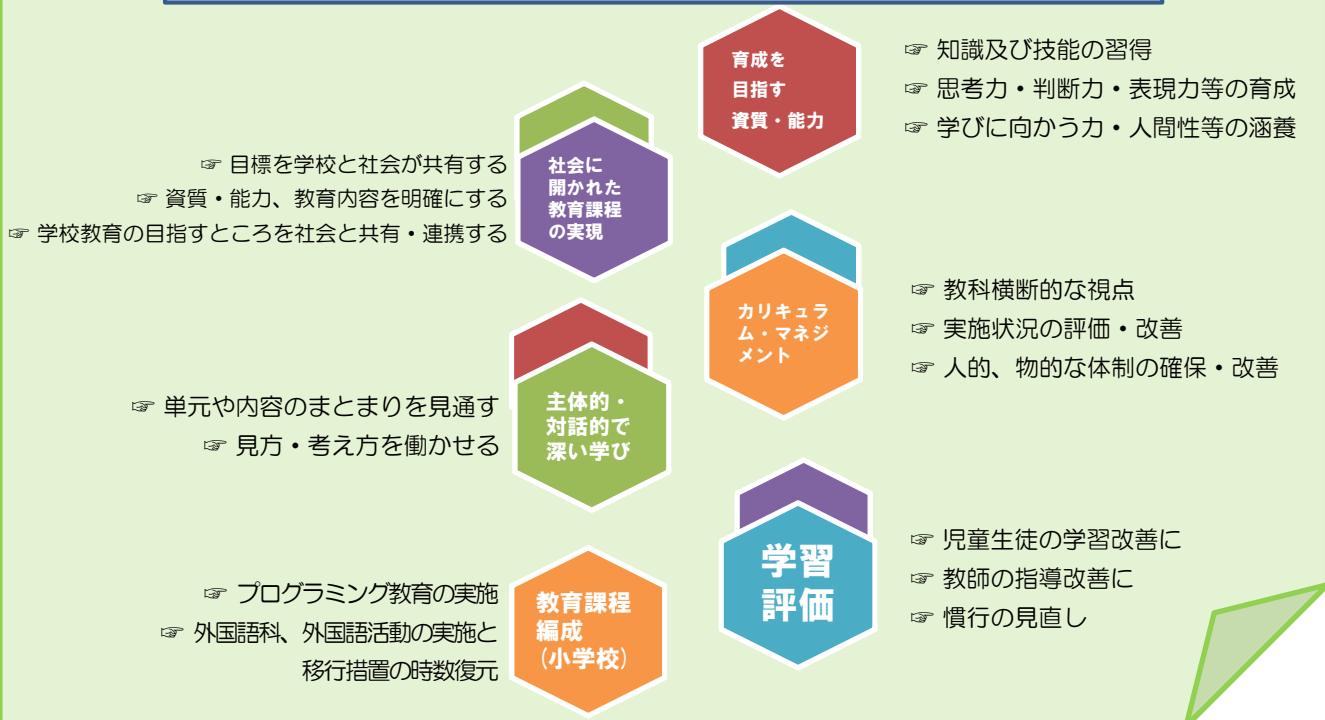 育成を
目指す
資質・能力
☞ 知識及び技能の習得
☞ 思考力・判断力・表現力等の育成
☞ 学びに向かう力・人間性等の涵養
☞ 目標を学校と社会が共有する
☞ 資質・能力、教育内容を明確にする
☞ 学校教育の目指すところを社会と共有・連携する
社会に
開かれた
教育課程
の実現
カリキュラ
ム・マネジ
メント
☞ 教科横断的な視点
☞ 実施状況の評価・改善
☞ 人的、物的な体制の確保・改善
☞ 単元や内容のまとまりを見通す
☞ 見方・考え方を働かせる
主体的・
対話的で
深い学び
学習
評価
☞ 児童生徒の学習改善に
☞ 教師の指導改善に
☞ 慣行の見直し
☞ プログラミング教育の実施
☞ 外国語科、外国語活動の実施と
移行措置の時数復元
教育課程
編成
(小学校)